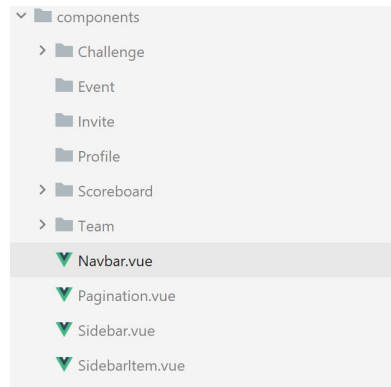 components
Challenge
Event
Invite
Profile
Scoreboard
Team
Navbar.vue
Pagination.vue
Sidebar.vue
SidebarItem.vue